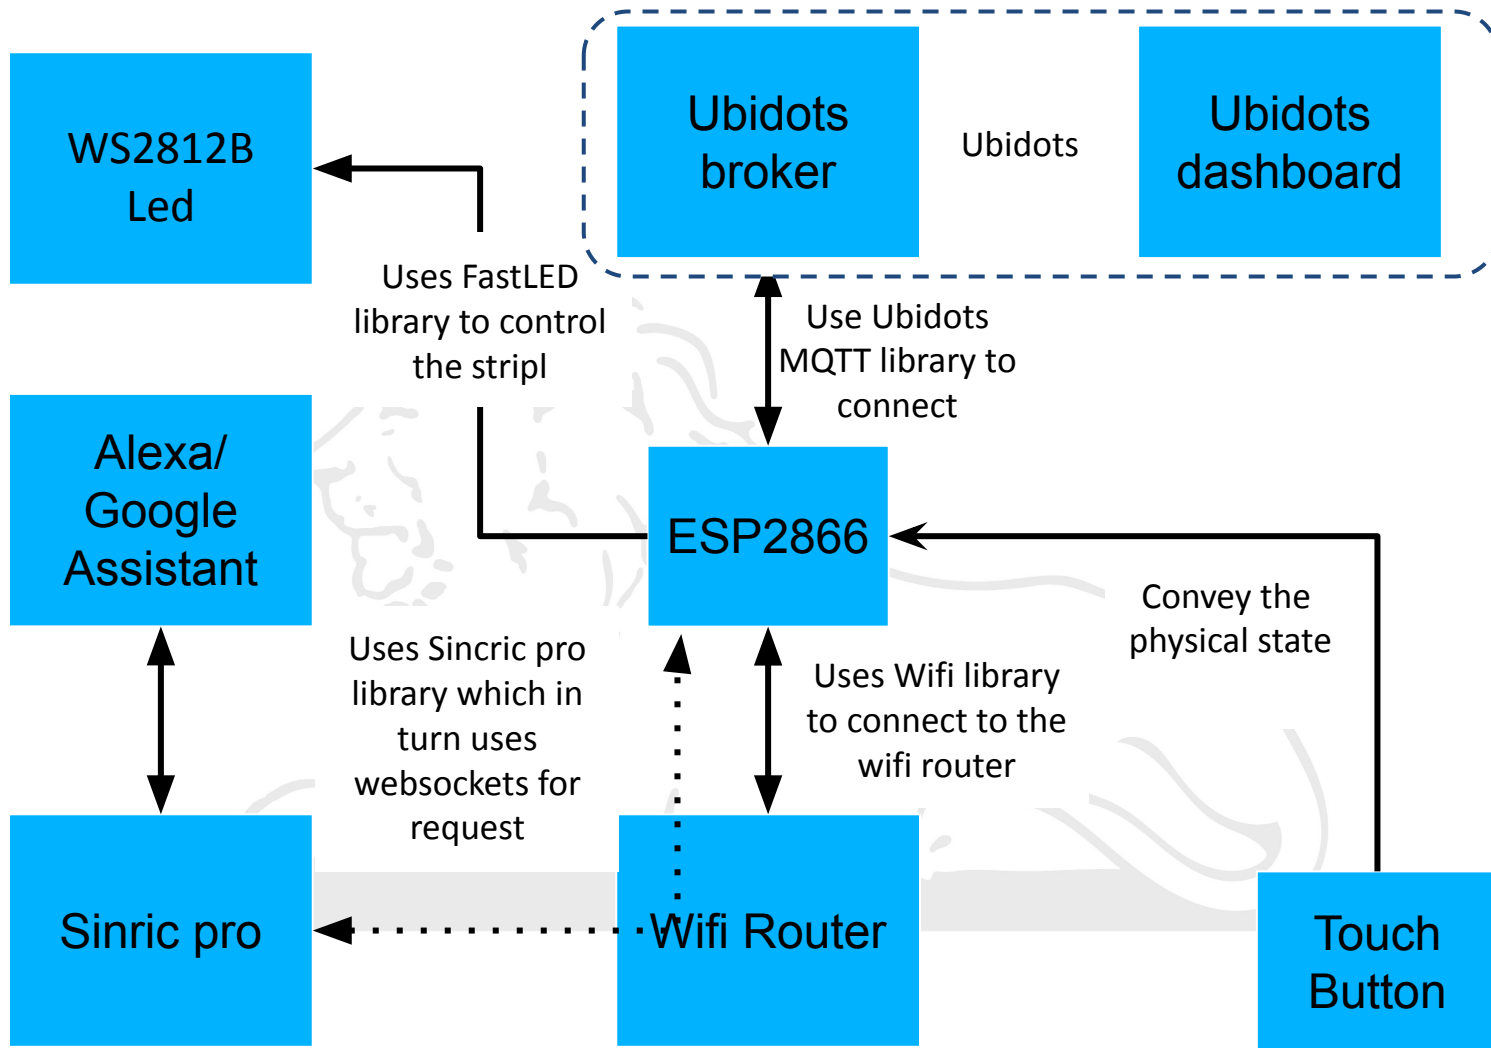 WS2812B
Led
Ubidots
broker
Ubidots
Ubidots
dashboard
Uses FastLED
library to control
the stripl
Use Ubidots
MQTT library to
connect
Alexa/
Google
Assistant
ESP2866
Convey the
physical state
Uses Sincric pro
library which in
turn uses
websockets for
request
Uses Wifi library
to connect to the
wifi router
Sinric pro
Wifi Router
Touch
Button